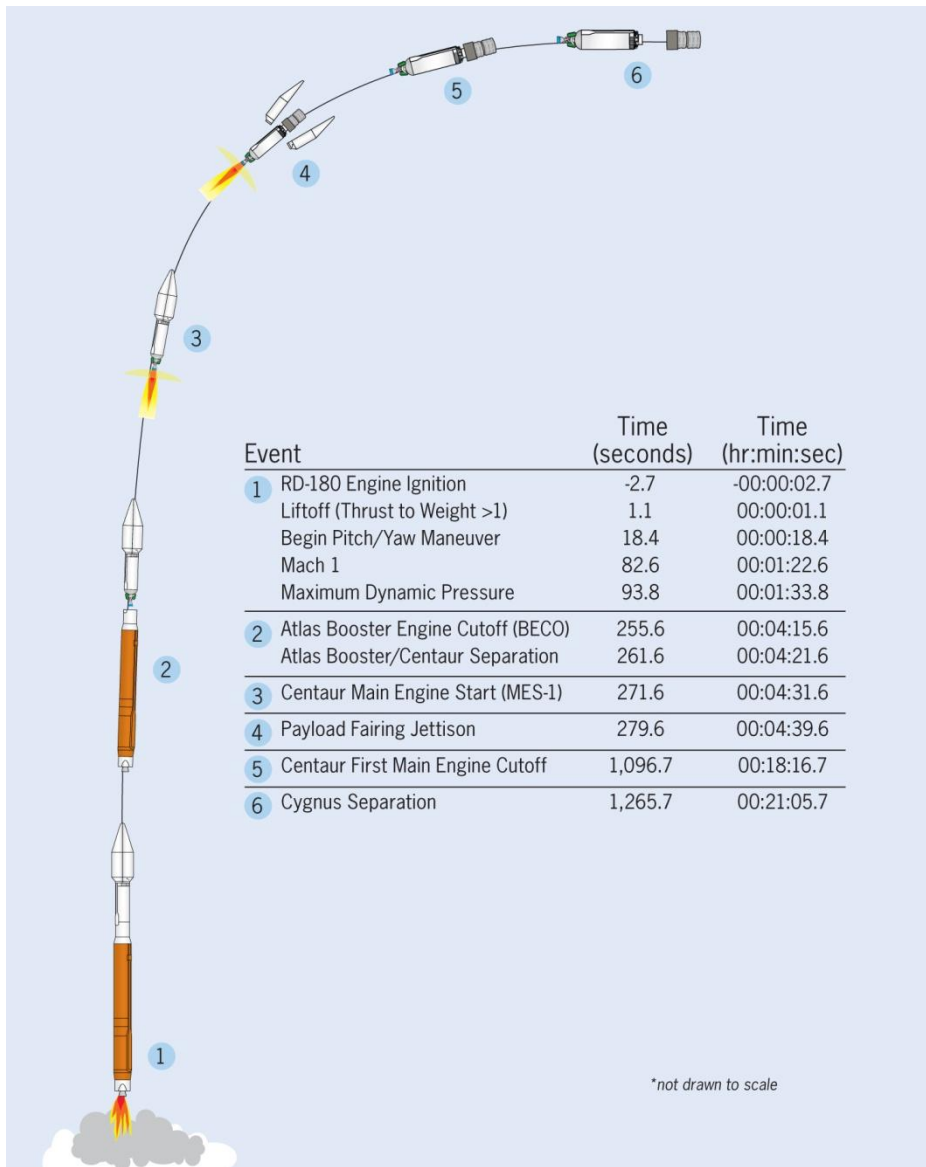 6
5
4
3
2
1
Event Time (seconds) Time (hr:min:sec)
1 RD-180 Engine Ignition -2.7 -00:00:02.7
Liftoff (Thrust to Weight >1) 1.1 00:00:01.1
Begin Pitch/Yaw Maneuver 18.4 00:00:18.4
Mach 1 82.6 00:01:22.6
Maximum Dynamic Pressure 93.8 00:01:33.8
2 Atlas Booster Engine Cutoff (BECO) 255.6 00:04:15.6
Atlas Booster/Centaur Separation 261.6 00:04:21.6
3 Centaur Main Engine Start (MES-1) 271.6 00:04:31.6
4 Payload Fairing Jettison 279.6 00:04:39.6
5 Centaur First Main Engine Cutoff 1,096.7 00:18:16.7
6 Cygnus Separation 1,265.7 00:21:05.7
*not drawn to scale